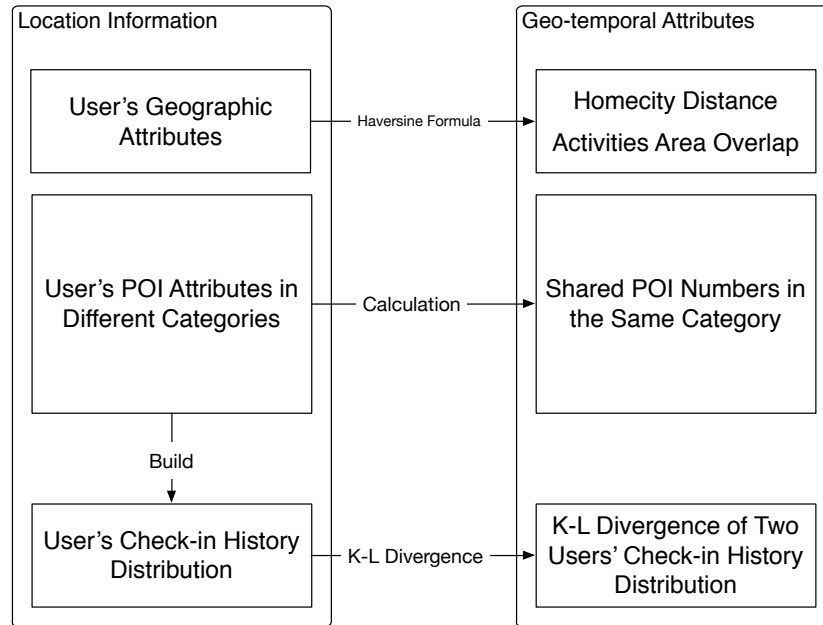 Location Information
Geo-temporal Attributes
User's Geographic
Attributes
Haversine Formula
Homecity Distance
Activities Area Overlap
User's POI Attributes in
Different Categories
Calculation
Shared POI Numbers in
the Same Category
Build
User's Check-in History
Distribution
K-L Divergence
K-L Divergence of Two
Users' Check-in History
Distribution